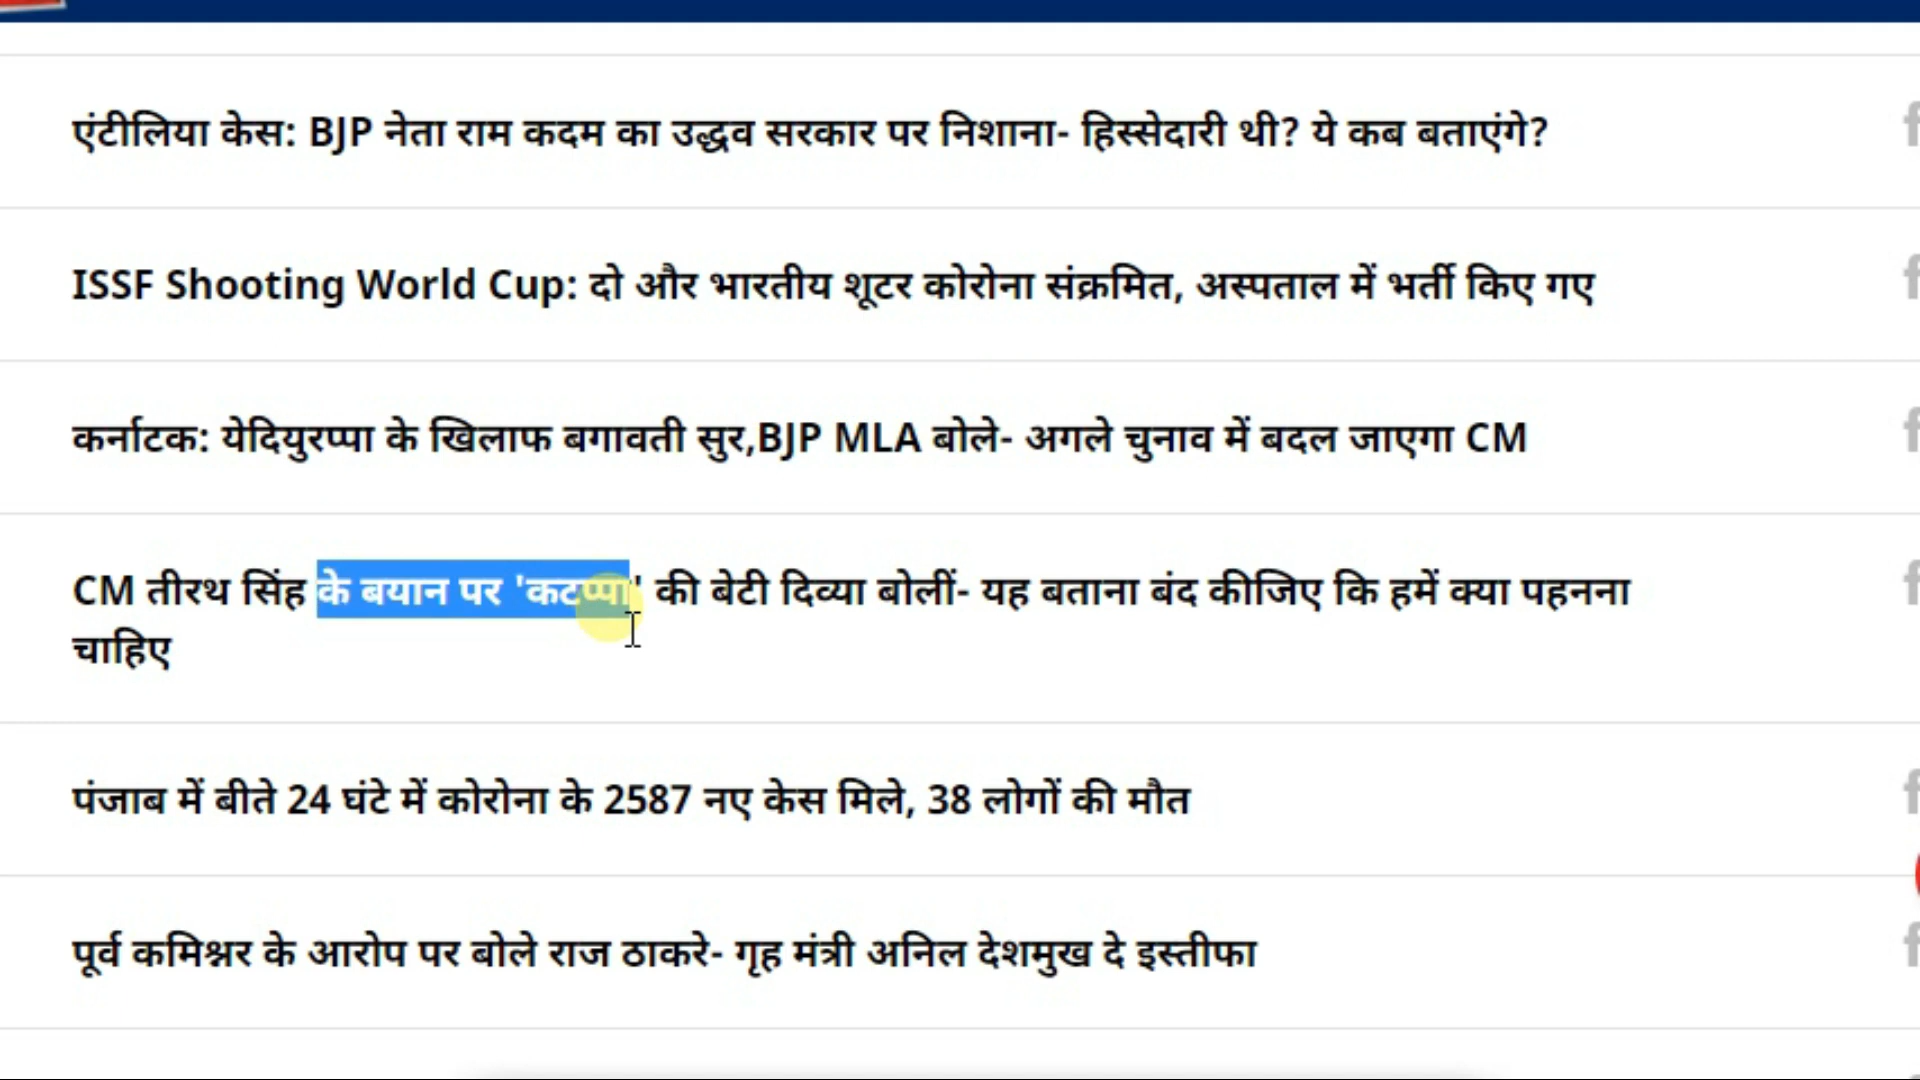 एंटीलिया केस: BJP नेता राम कदम का उद्धव सरकार पर निशाना- हिस्सेदारी थी? ये कब बताएंगे?
ISSF Shooting World Cup: दो और भारतीय शूटर कोरोना संक्रमित, अस्पताल में भर्ती किए गए
कर्नाटक: येदियुरप्पा के खिलाफ बगावती सुर,BJP MLA बोले- अगले चुनाव में बदल जाएगा CM
CM तीरथ सिंह के बयान पर 'कटप्पा' की बेटी दिव्या बोलीं- यह बताना बंद कीजिए कि हमें क्या पहनना
चाहिए
पंजाब में बीते 24 घंटे में कोरोना के 2587 नए केस मिले, 38 लोगों की मौत
पूर्व कमिश्नर के आरोप पर बोले राज ठाकरे- गृह मंत्री अनिल देशमुख दे इस्तीफा